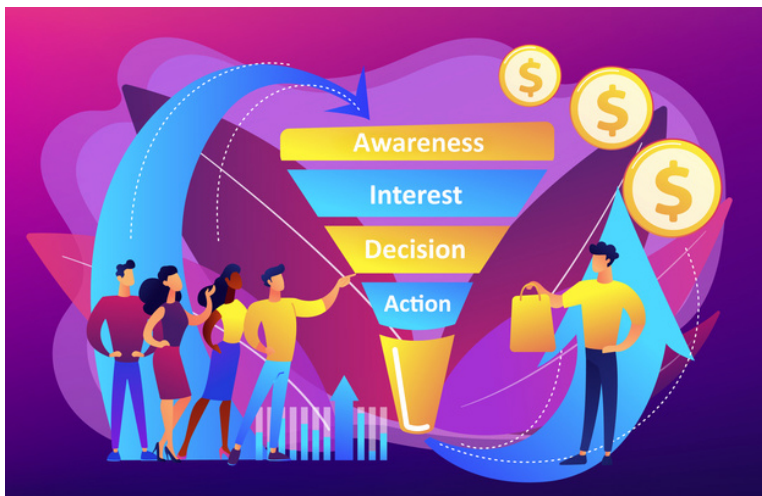 $
$
$
Awareness
Interest
Decision
Action